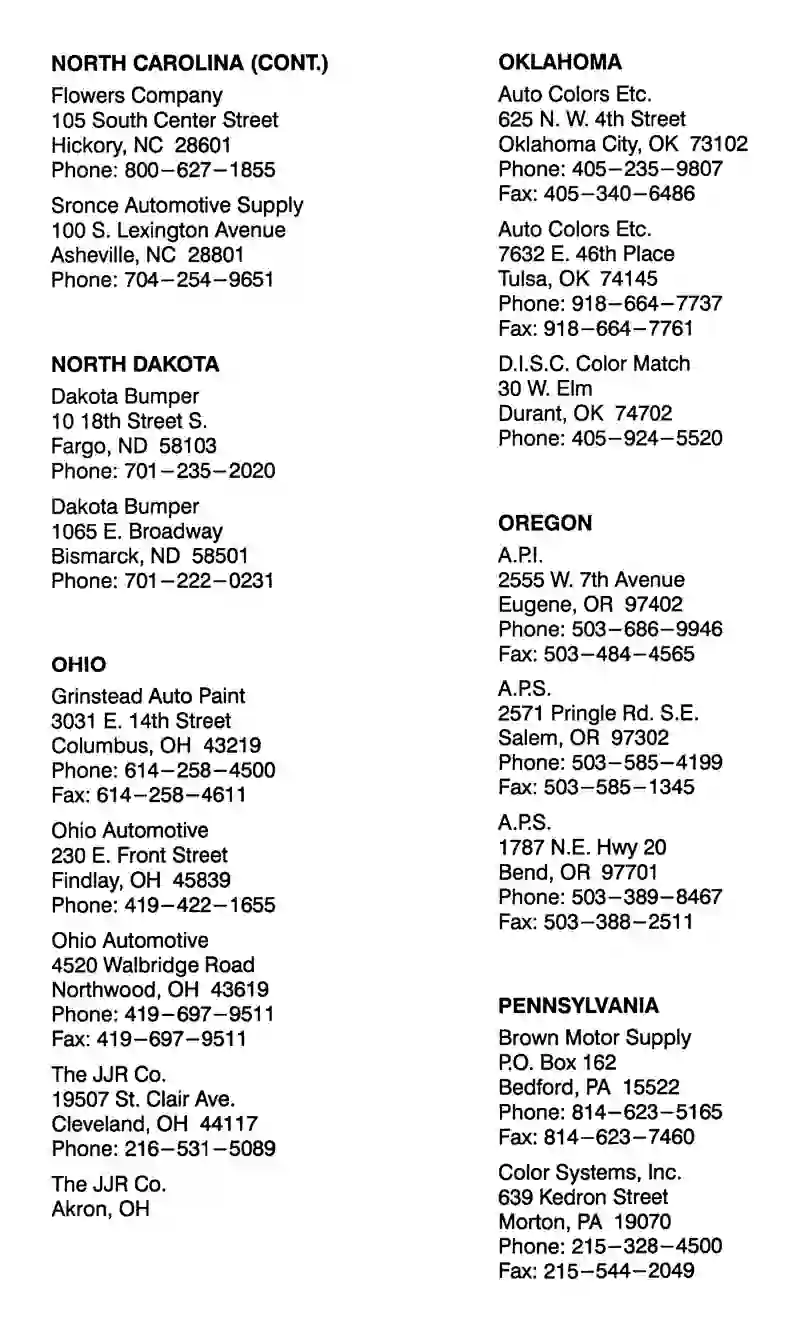 NORTH CAROLINA (CONT.)
Flowers Company
105 South Center Street
Hickory, NC 28601
Phone: 800-627-1855
Sronce Automotive Supply
100 S. Lexington Avenue
Asheville, NC 28801
Phone: 704-254-9651
NORTH DAKOTA
Dakota Bumper
10 18th Street S.
Fargo, ND 58103
Phone: 701-235-2020
Dakota Bumper
1065 E. Broadway
Bismarck, ND 58501
Phone: 701-222-0231
OHIO
Grinstead Auto Paint
3031 E. 14th Street
Columbus, OH 43219
Phone: 614-258-4500
Fax: 614-258-4611
Ohio Automotive
230 E. Front Street
Findlay, OH 45839
Phone: 419-422-1655
Ohio Automotive
4520 Walbridge Road
Northwood, OH 43619
Phone: 419-697-9511
Fax: 419-697-9511
The JJR Co.
19507 St. Clair Ave.
Cleveland, OH 44117
Phone: 216-531-5089
The JJR Co.
Akron, OH
OKLAHOMA
Auto Colors Etc.
625 N. W. 4th Street
Oklahoma City, OK 73102
Phone: 405-235-9807
Fax: 405-340-6486
Auto Colors Etc.
7632 E. 46th Place
Tulsa, OK 74145
Phone: 918-664-7737
Fax: 918-664-7761
D.I.S.C. Color Match
30 W. Elm
Durant, OK 74702
Phone: 405-924-5520
OREGON
A.P.I.
2555 W. 7th Avenue
Eugene, OR 97402
Phone: 503-686-9946
Fax: 503-484-4565
A.P.S.
2571 Pringle Rd. S.E.
Salem, OR 97302
Phone: 503-585-4199
Fax: 503-585-1345
A.P.S.
1787 N.E. Hwy 20
Bend, OR 97701
Phone: 503-389-8467
Fax: 503-388-2511
PENNSYLVANIA
Brown Motor Supply
P.O. Box 162
Bedford, PA 15522
Phone: 814-623-5165
Fax: 814-623-7460
Color Systems, Inc.
639 Kedron Street
Morton, PA 19070
Phone: 215-328-4500
Fax: 215-544-2049